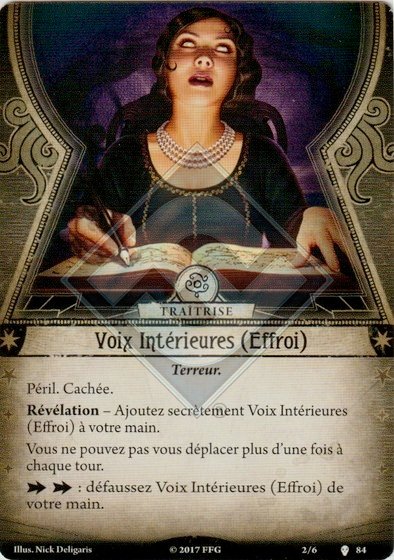 TRAÎTRISE
Voix Intérieures (Effroi)
Terreur.
Péril. Cachée.
Révélation – Ajoutez secrètement Voix Intérieures
(Effroi) à votre main.
Vous ne pouvez pas vous déplacer plus d'une fois à
chaque tour.
: défaussez Voix Intérieures (Effroi) de
votre main.
Illus. Nick Deligaris © 2017 FFG 2/6 84